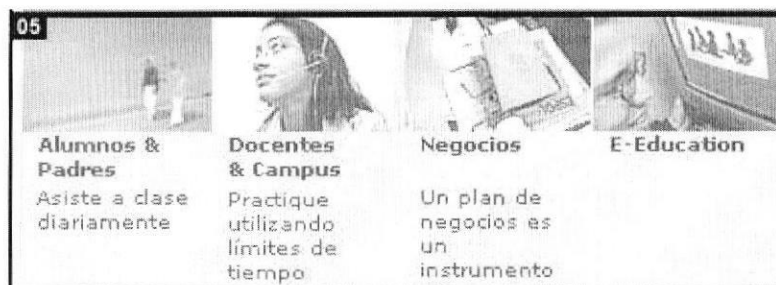 05
Alumnos &
Padres
Asiste a clase
diariamente
Docentes
& Campus
Practique
utilizando
límites de
tiempo
Negocios
Un plan de
negocios es
un
instrumento
E-Education